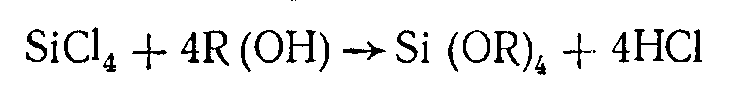 SiCl₄ + 4R (OH) → Si (OR)₄ + 4HCl